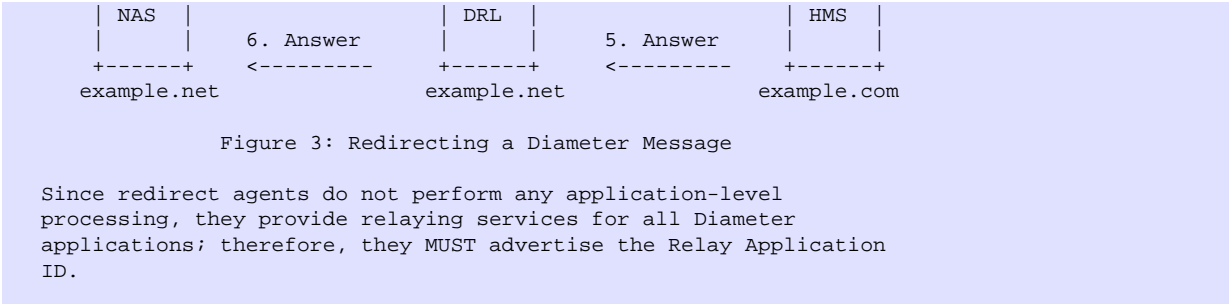 | NAS  |                    | DRL  |                    | HMS  |
|      |    6. Answer       |      |    5. Answer       |      |
+------+    <---------      +------+    <---------      +------+
example.net                 example.net                example.com
Figure 3: Redirecting a Diameter Message
Since redirect agents do not perform any application-level
processing, they provide relaying services for all Diameter
applications; therefore, they MUST advertise the Relay Application
ID.